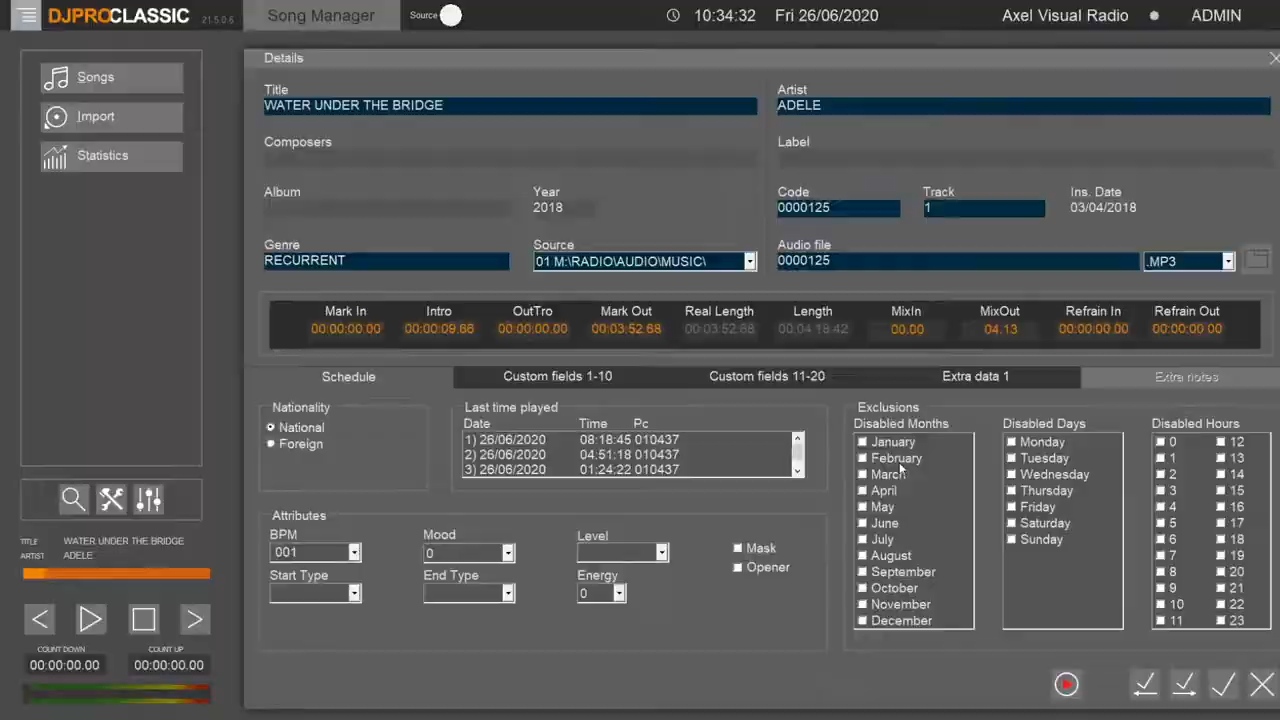 DJPROCLASSIC 21.5.0.6 Song Manager Source 10:34:32 Fri 26/06/2020 Axel Visual Radio ADMIN
Songs
Import
Statistics
TITLE WATER UNDER THE BRIDGE
ARTIST ADELE
COUNT DOWN COUNT UP
00:00:00.00 00:00:00.00
Details
Title Artist
WATER UNDER THE BRIDGE ADELE
Composers Label
Album Year Code Track Ins. Date
2018 0000125 1 03/04/2018
Genre Source Audio file
RECURRENT 01 M:\RADIO\AUDIO\MUSIC\ 0000125 .MP3
Mark In Intro OutTro Mark Out Real Length Length MixIn MixOut Refrain In Refrain Out
00:00:00.00 00:00:09.66 00:00:00.00 00:03:52.68 00:03:52.68 00:04:18.42 00.00 04.13 00:00:00.00 00:00:00.00
Schedule Custom fields 1-10 Custom fields 11-20 Extra data 1 Extra notes
Nationality
National
Foreign
Last time played
Date Time Pc
1) 26/06/2020 08:18:45 010437
2) 26/06/2020 04:51:18 010437
3) 26/06/2020 01:24:22 010437
Attributes
BPM Mood Level
001 0
Start Type End Type Energy
0
Mask
Opener
Exclusions
Disabled Months
January
February
March
April
May
June
July
August
September
October
November
December
Disabled Days
Monday
Tuesday
Wednesday
Thursday
Friday
Saturday
Sunday
Disabled Hours
0 12
1 13
2 14
3 15
4 16
5 17
6 18
7 19
8 20
9 21
10 22
11 23